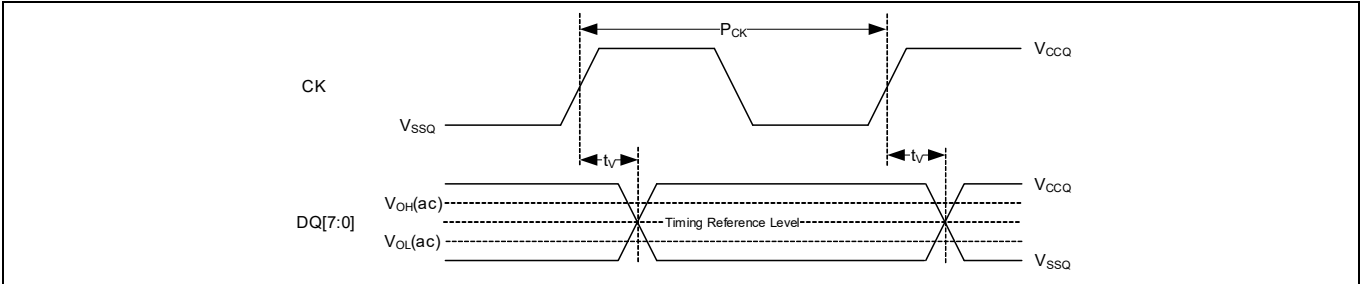 PCK
VCCQ
CK
VSSQ
tV
tV
VCCQ
VOH(ac)
DQ[7:0]
Timing Reference Level
VOL(ac)
VSSQ